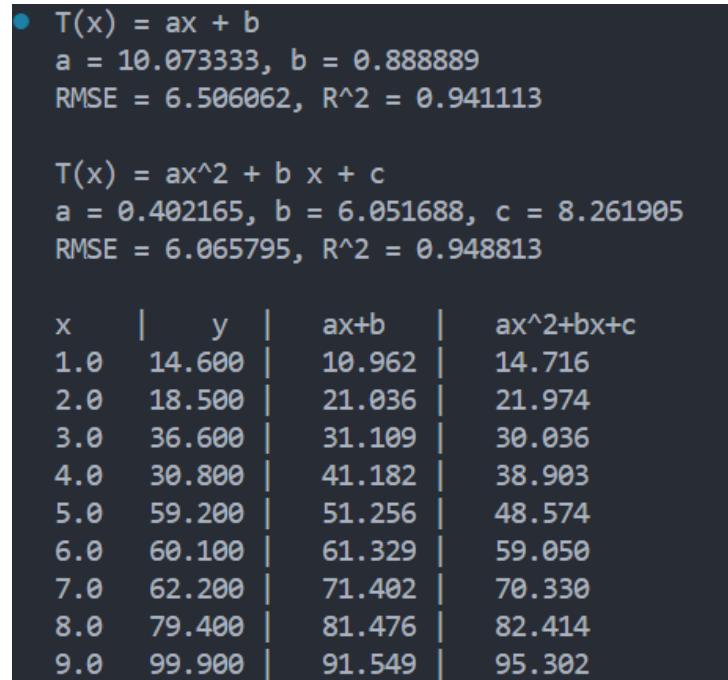 T(x) = ax + b
a = 10.073333, b = 0.888889
RMSE = 6.506062, R^2 = 0.941113
T(x) = ax^2 + b x + c
a = 0.402165, b = 6.051688, c = 8.261905
RMSE = 6.065795, R^2 = 0.948813
x | y | ax+b | ax^2+bx+c
1.0 14.600 | 10.962 | 14.716
2.0 18.500 | 21.036 | 21.974
3.0 36.600 | 31.109 | 30.036
4.0 30.800 | 41.182 | 38.903
5.0 59.200 | 51.256 | 48.574
6.0 60.100 | 61.329 | 59.050
7.0 62.200 | 71.402 | 70.330
8.0 79.400 | 81.476 | 82.414
9.0 99.900 | 91.549 | 95.302